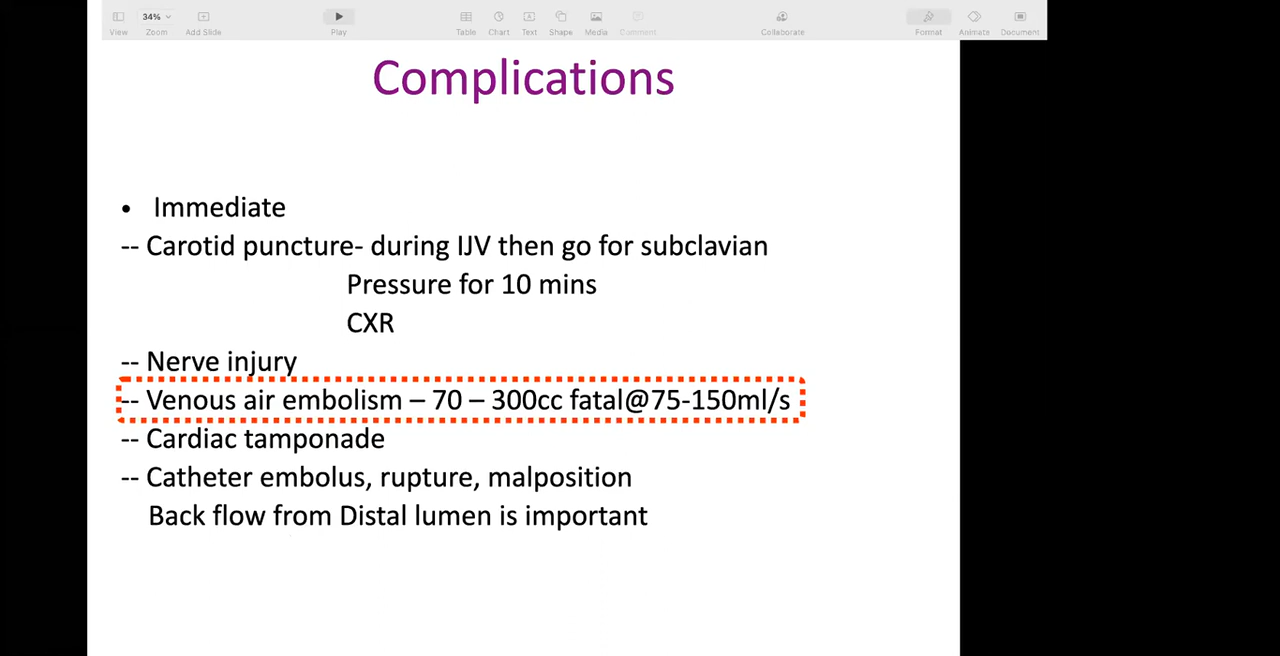 34%
View Zoom Add Slide Play Table Chart Text Shape Media Comment Collaborate Format Animate Document
Complications
• Immediate
-- Carotid puncture- during IJV then go for subclavian
Pressure for 10 mins
CXR
-- Nerve injury
-- Venous air embolism – 70 – 300cc fatal@75-150ml/s
-- Cardiac tamponade
-- Catheter embolus, rupture, malposition
Back flow from Distal lumen is important